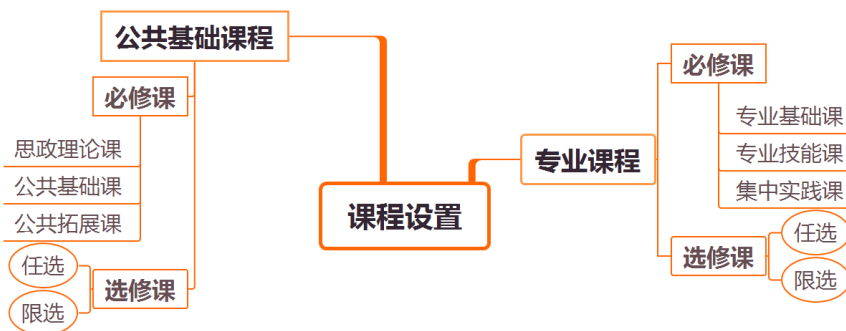 公共基础课程
必修课
思政理论课
公共基础课
公共拓展课
选修课
任选
限选
课程设置
专业课程
必修课
专业基础课
专业技能课
集中实践课
选修课
任选
限选